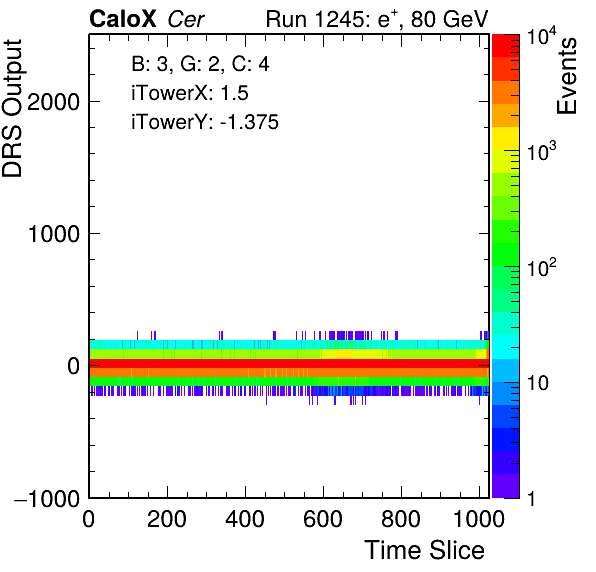 CaloX Cer
Run 1245: e⁺, 80 GeV
B: 3, G: 2, C: 4
iTowerX: 1.5
iTowerY: -1.375
DRS Output
2000
1000
0
−1000
0 200 400 600 800 1000
Time Slice
10⁴
10³
10²
10
1
Events